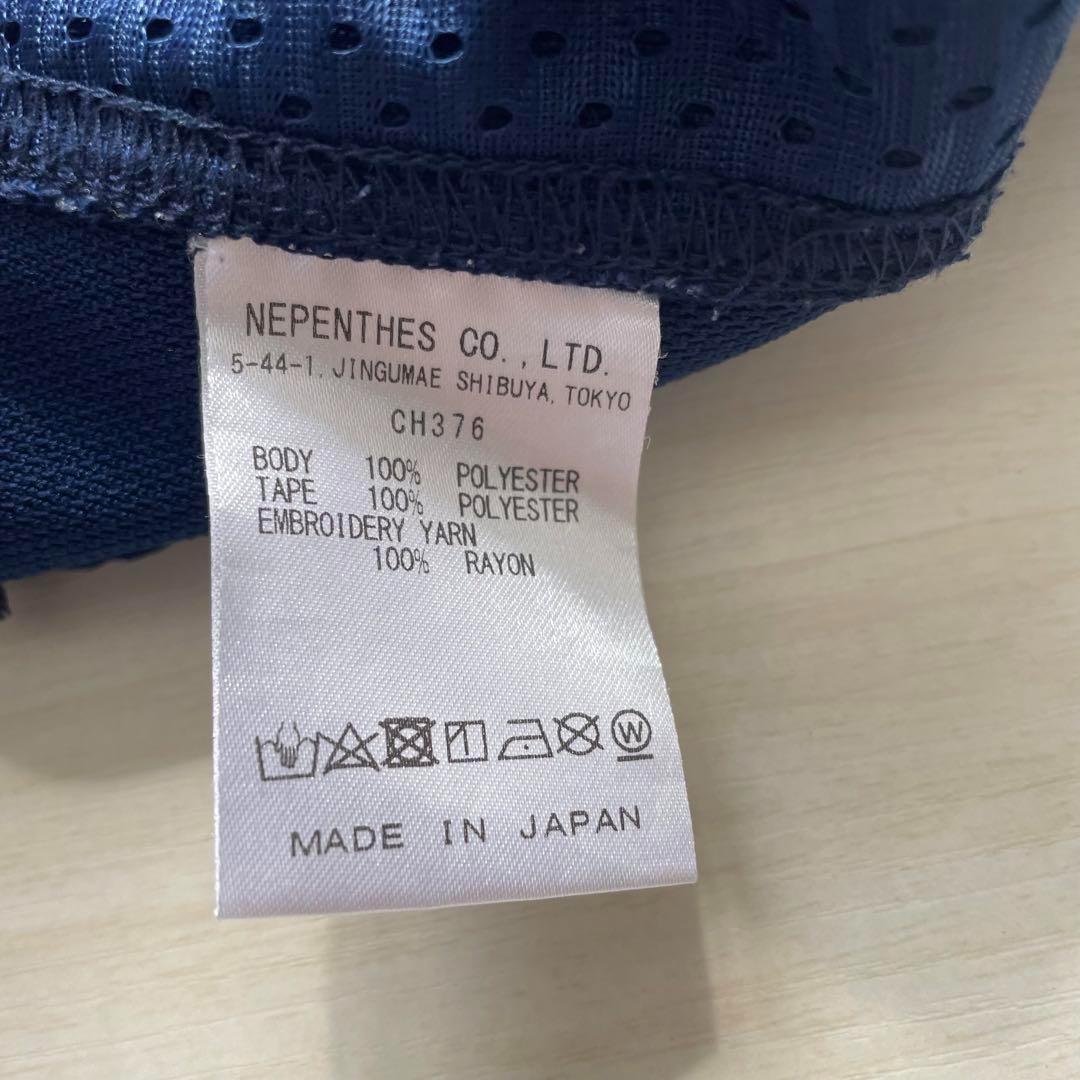 NEPENTHES CO., LTD.
5-44-1, JINGUMAE SHIBUYA, TOKYO
CH376
BODY 100% POLYESTER
TAPE 100% POLYESTER
EMBROIDERY YARN
100% RAYON
W
MADE IN JAPAN